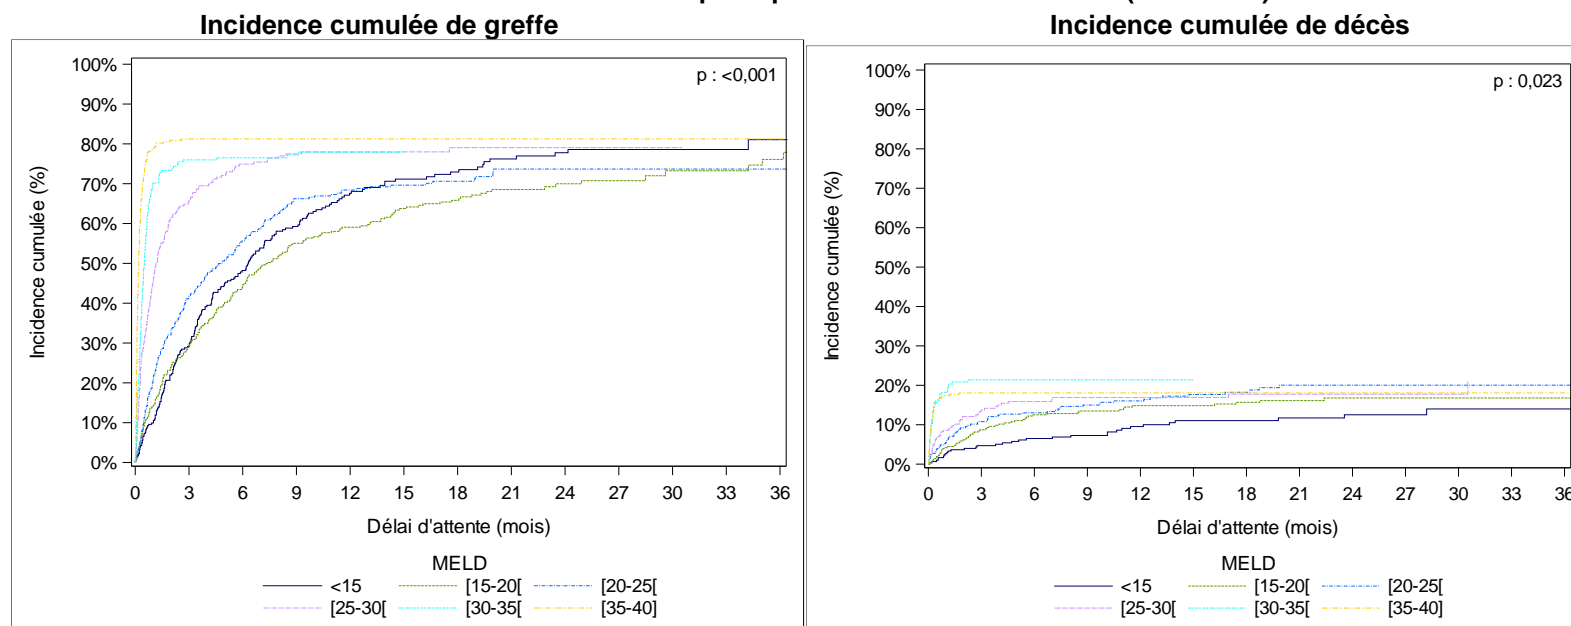 Incidence cumulée de greffe
Incidence cumulée de décès
p : <0,001
100%
90%
80%
70%
60%
50%
40%
30%
20%
10%
0%
Incidence cumulée (%)
0 3 6 9 12 15 18 21 24 27 30 33 36
Délai d'attente (mois)
MELD
<15 [15-20[ [20-25[
[25-30[ [30-35[ [35-40]
p : 0,023
100%
90%
80%
70%
60%
50%
40%
30%
20%
10%
0%
Incidence cumulée (%)
0 3 6 9 12 15 18 21 24 27 30 33 36
Délai d'attente (mois)
MELD
<15 [15-20[ [20-25[
[25-30[ [30-35[ [35-40]